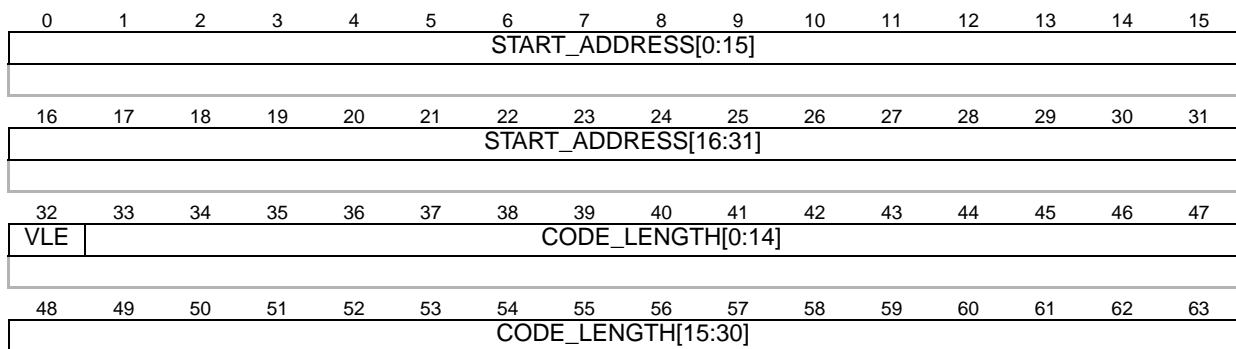 0 1 2 3 4 5 6 7 8 9 10 11 12 13 14 15
START_ADDRESS[0:15]
16 17 18 19 20 21 22 23 24 25 26 27 28 29 30 31
START_ADDRESS[16:31]
32 33 34 35 36 37 38 39 40 41 42 43 44 45 46 47
VLE CODE_LENGTH[0:14]
48 49 50 51 52 53 54 55 56 57 58 59 60 61 62 63
CODE_LENGTH[15:30]